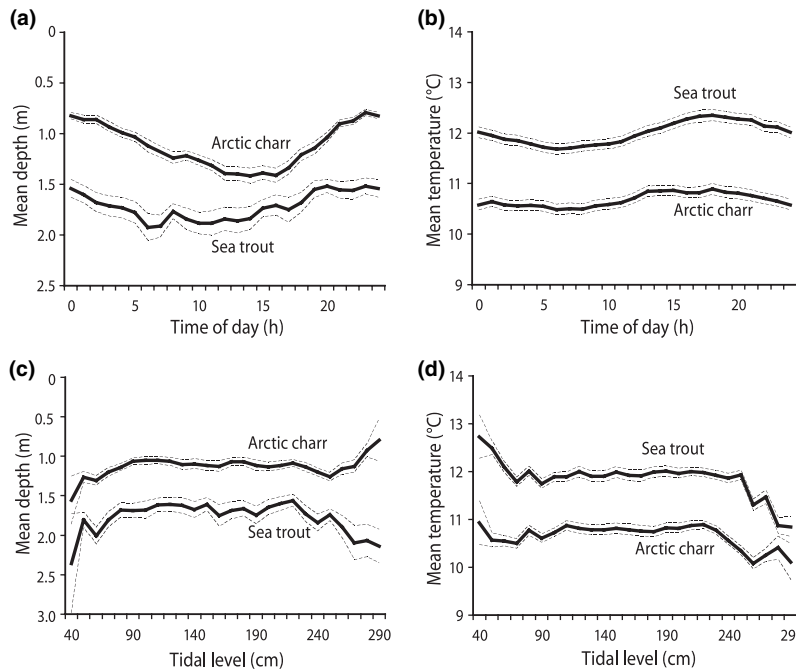 (a)
0
0.5
1.0
1.5
2.0
2.5
Mean depth (m)
Arctic charr
Sea trout
0 5 10 15 20
Time of day (h)
(b)
14
13
12
11
10
9
Mean temperature (°C)
Sea trout
Arctic charr
0 5 10 15 20
Time of day (h)
(c)
0
0.5
1.0
1.5
2.0
2.5
3.0
Mean depth (m)
Arctic charr
Sea trout
40 90 140 190 240 290
Tidal level (cm)
(d)
14
13
12
11
10
9
Mean temperature (°C)
Sea trout
Arctic charr
40 90 140 190 240 290
Tidal level (cm)